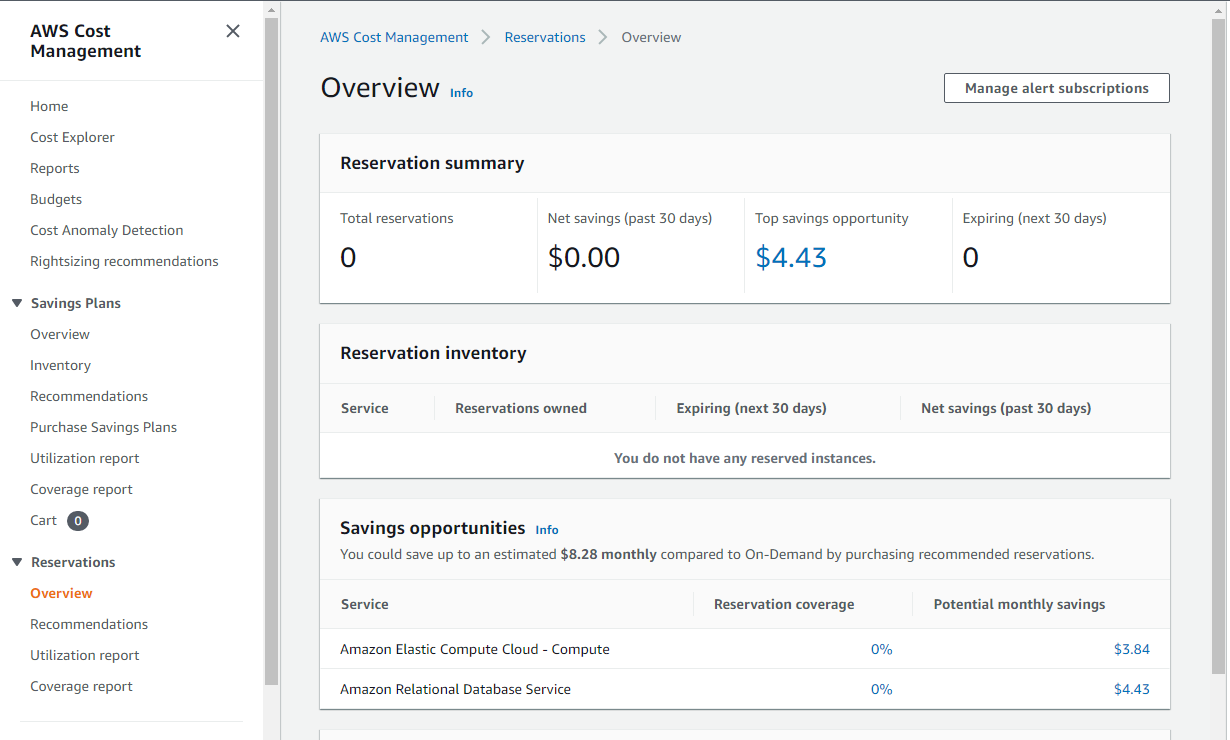 AWS Cost
Management
Home
Cost Explorer
Reports
Budgets
Cost Anomaly Detection
Rightsizing recommendations
Savings Plans
Overview
Inventory
Recommendations
Purchase Savings Plans
Utilization report
Coverage report
Cart 0
Reservations
Overview
Recommendations
Utilization report
Coverage report
AWS Cost Management > Reservations > Overview
Overview Info
Manage alert subscriptions
Reservation summary
Total reservations Net savings (past 30 days) Top savings opportunity Expiring (next 30 days)
0 $0.00 $4.43 0
Reservation inventory
Service Reservations owned Expiring (next 30 days) Net savings (past 30 days)
You do not have any reserved instances.
Savings opportunities Info
You could save up to an estimated $8.28 monthly compared to On-Demand by purchasing recommended reservations.
Service Reservation coverage Potential monthly savings
Amazon Elastic Compute Cloud - Compute 0% $3.84
Amazon Relational Database Service 0% $4.43